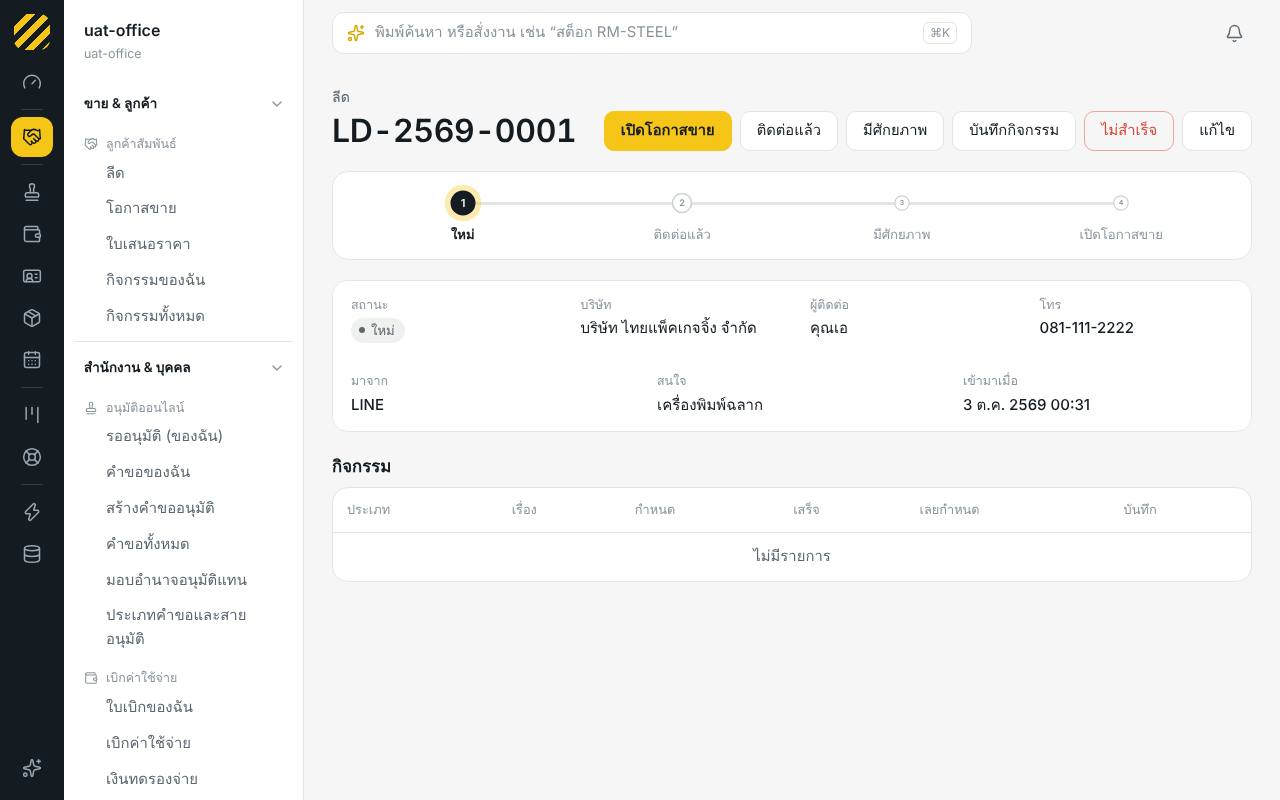 uat-office
uat-office
ขาย & ลูกค้า
ลูกค้าสัมพันธ์
ลีด
โอกาสขาย
ใบเสนอราคา
กิจกรรมของฉัน
กิจกรรมทั้งหมด
สำนักงาน & บุคคล
อนุมัติออนไลน์
รออนุมัติ (ของฉัน)
คำขอของฉัน
สร้างคำขออนุมัติ
คำขอทั้งหมด
มอบอำนาจอนุมัติแทน
ประเภทคำขอและสาย
อนุมัติ
เบิกค่าใช้จ่าย
ใบเบิกของฉัน
เบิกค่าใช้จ่าย
เงินทดรองจ่าย
พิมพ์ค้นหา หรือสั่งงาน เช่น “สต็อก RM-STEEL” ⌘K
ลีด
LD-2569-0001 เปิดโอกาสขาย ติดต่อแล้ว มีศักยภาพ บันทึกกิจกรรม ไม่สำเร็จ แก้ไข
1 2 3 4
ใหม่ ติดต่อแล้ว มีศักยภาพ เปิดโอกาสขาย
สถานะ บริษัท ผู้ติดต่อ โทร
ใหม่ บริษัท ไทยแพ็คเกจจิ้ง จำกัด คุณเอ 081-111-2222
มาจาก สนใจ เข้ามาเมื่อ
LINE เครื่องพิมพ์ฉลาก 3 ต.ค. 2569 00:31
กิจกรรม
ประเภท เรื่อง กำหนด เสร็จ เลยกำหนด บันทึก
ไม่มีรายการ